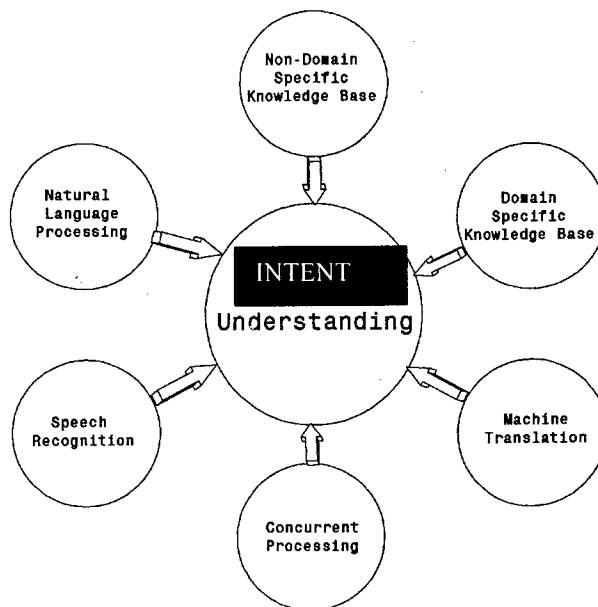 Non-Domain
Specific
Knowledge Base
Natural
Language
Processing
Domain
Specific
Knowledge Base
INTENT
Understanding
Speech
Recognition
Machine
Translation
Concurrent
Processing